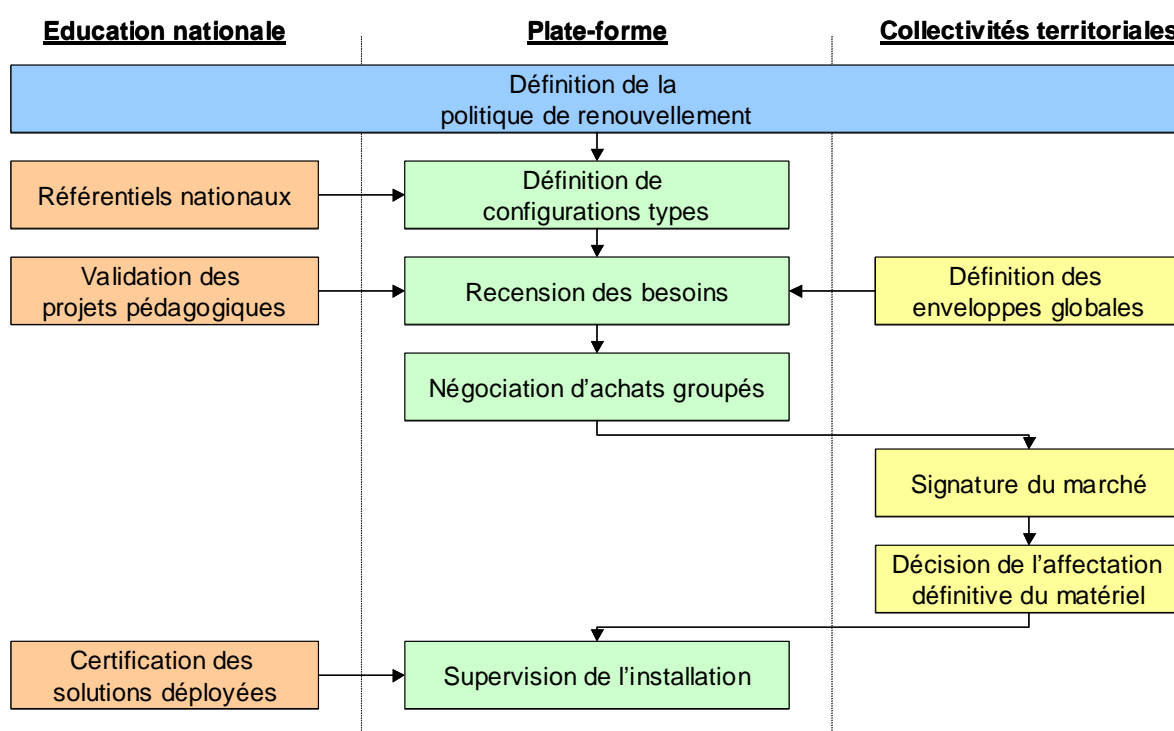 Education nationale
Plate-forme
Collectivités territoriales
Définition de la
politique de renouvellement
Référentiels nationaux
Définition de
configurations types
Validation des
projets pédagogiques
Recension des besoins
Définition des
enveloppes globales
Négociation d’achats groupés
Signature du marché
Décision de l’affectation
définitive du matériel
Certification des
solutions déployées
Supervision de l’installation